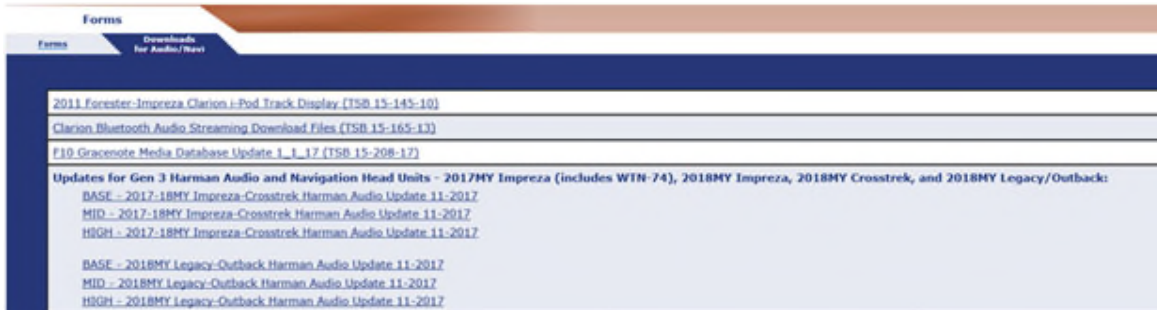 Forms
Forms
Downloads
for Audio/Navi
2011 Forester-Impreza Clarion i-Pod Track Display (TSB 15-145-10)
Clarion Bluetooth Audio Streaming Download Files (TSB 15-165-13)
F10 Gracenote Media Database Update 1_1_17 (TSB 15-208-17)
Updates for Gen 3 Harman Audio and Navigation Head Units - 2017MY Impreza (includes WTN-74), 2018MY Impreza, 2018MY Crosstrek, and 2018MY Legacy/Outback:
BASE - 2017-18MY Impreza-Crosstrek Harman Audio Update 11-2017
MID - 2017-18MY Impreza-Crosstrek Harman Audio Update 11-2017
HIGH - 2017-18MY Impreza-Crosstrek Harman Audio Update 11-2017
BASE - 2018MY Legacy-Outback Harman Audio Update 11-2017
MID - 2018MY Legacy-Outback Harman Audio Update 11-2017
HIGH - 2018MY Legacy-Outback Harman Audio Update 11-2017